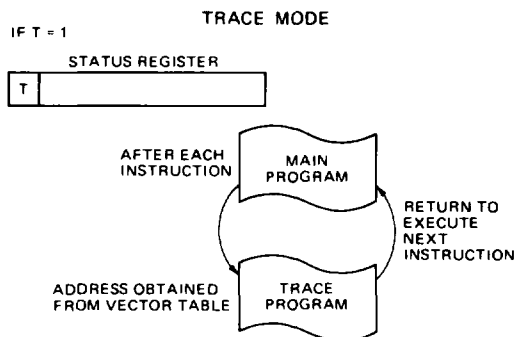 TRACE MODE
IF T = 1
STATUS REGISTER
T
AFTER EACH
INSTRUCTION
MAIN
PROGRAM
RETURN TO
EXECUTE
NEXT
INSTRUCTION
ADDRESS OBTAINED
FROM VECTOR TABLE
TRACE
PROGRAM